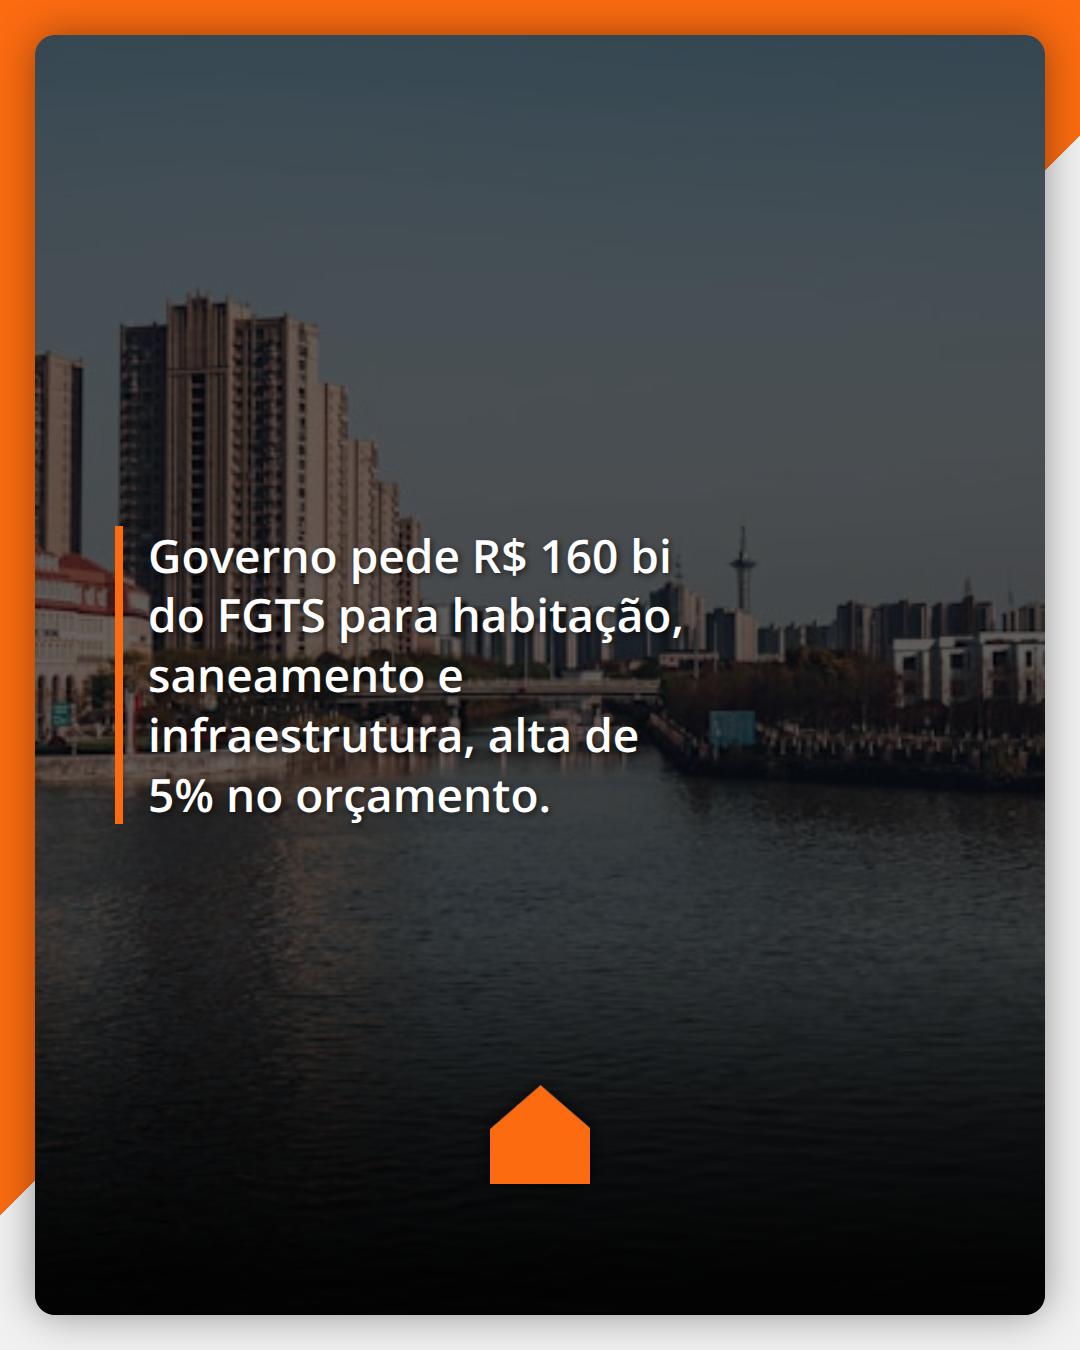 Governo pede R$ 160 bi
do FGTS para habitação,
saneamento e
infraestrutura, alta de
5% no orçamento.